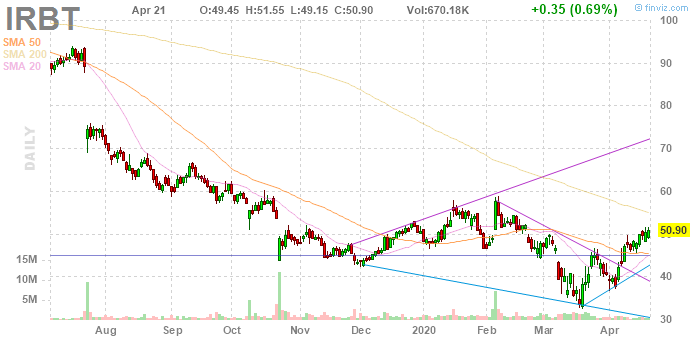 IRBT Apr 21 O:49.45 H:51.55 L:49.15 C:50.90 Vol:670.18K +0.35 (0.69%) © finviz.com
SMA 50
SMA 200
SMA 20
DAILY
100
90
80
70
60
50.90
40
30
15M
10M
5M
Aug Sep Oct Nov Dec 2020 Feb Mar Apr